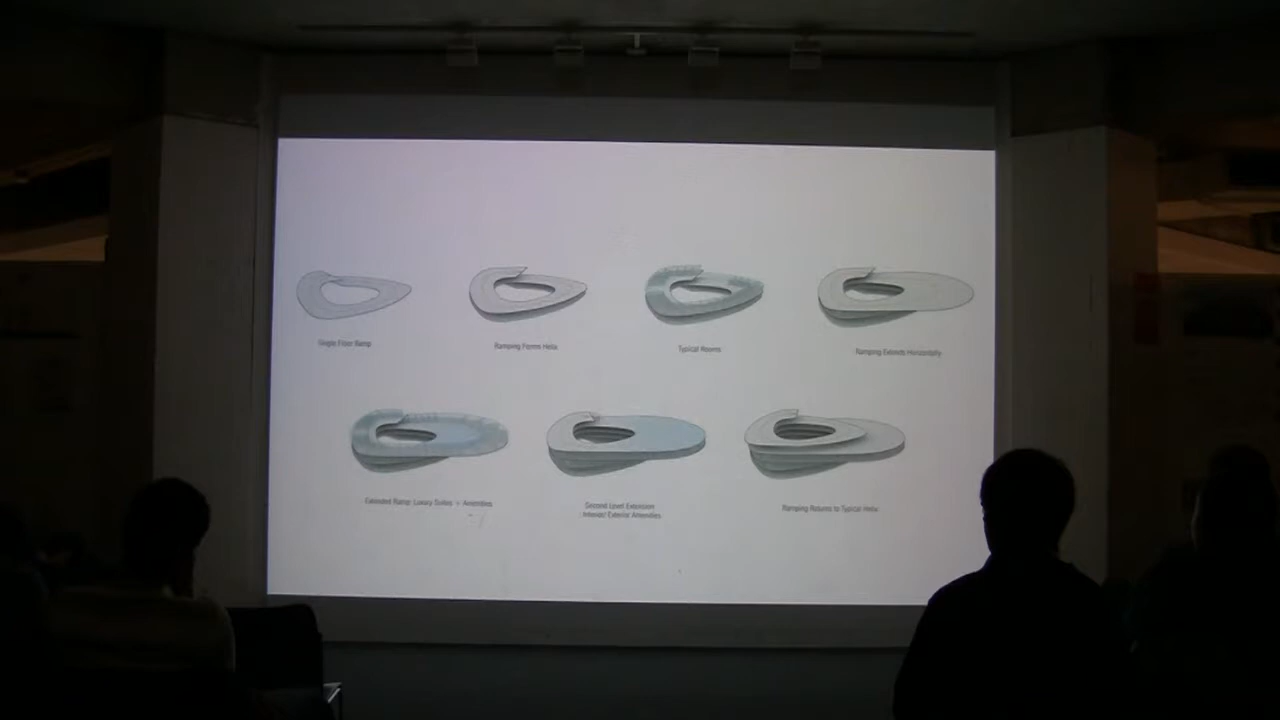 Single Floor Ramp
Ramping Forms Helix
Typical Rooms
Ramping Extends Horizontally
Extended Ramp: Luxury Suites + Amenities
Second Level Extension
Interior/ Exterior Amenities
Ramping Returns to Typical Helix